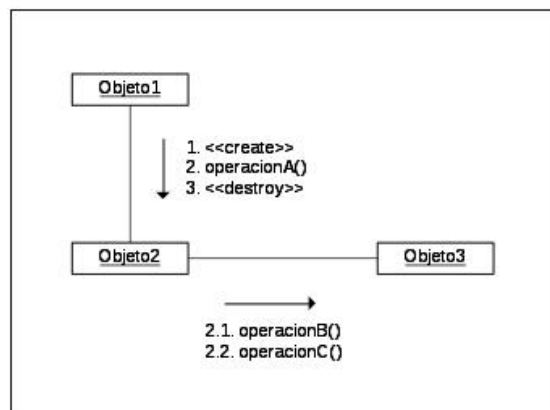 Objeto1
1. <<create>>
2. operacionA()
3. <<destroy>>
Objeto2
Objeto3
2.1. operacionB()
2.2. operacionC()